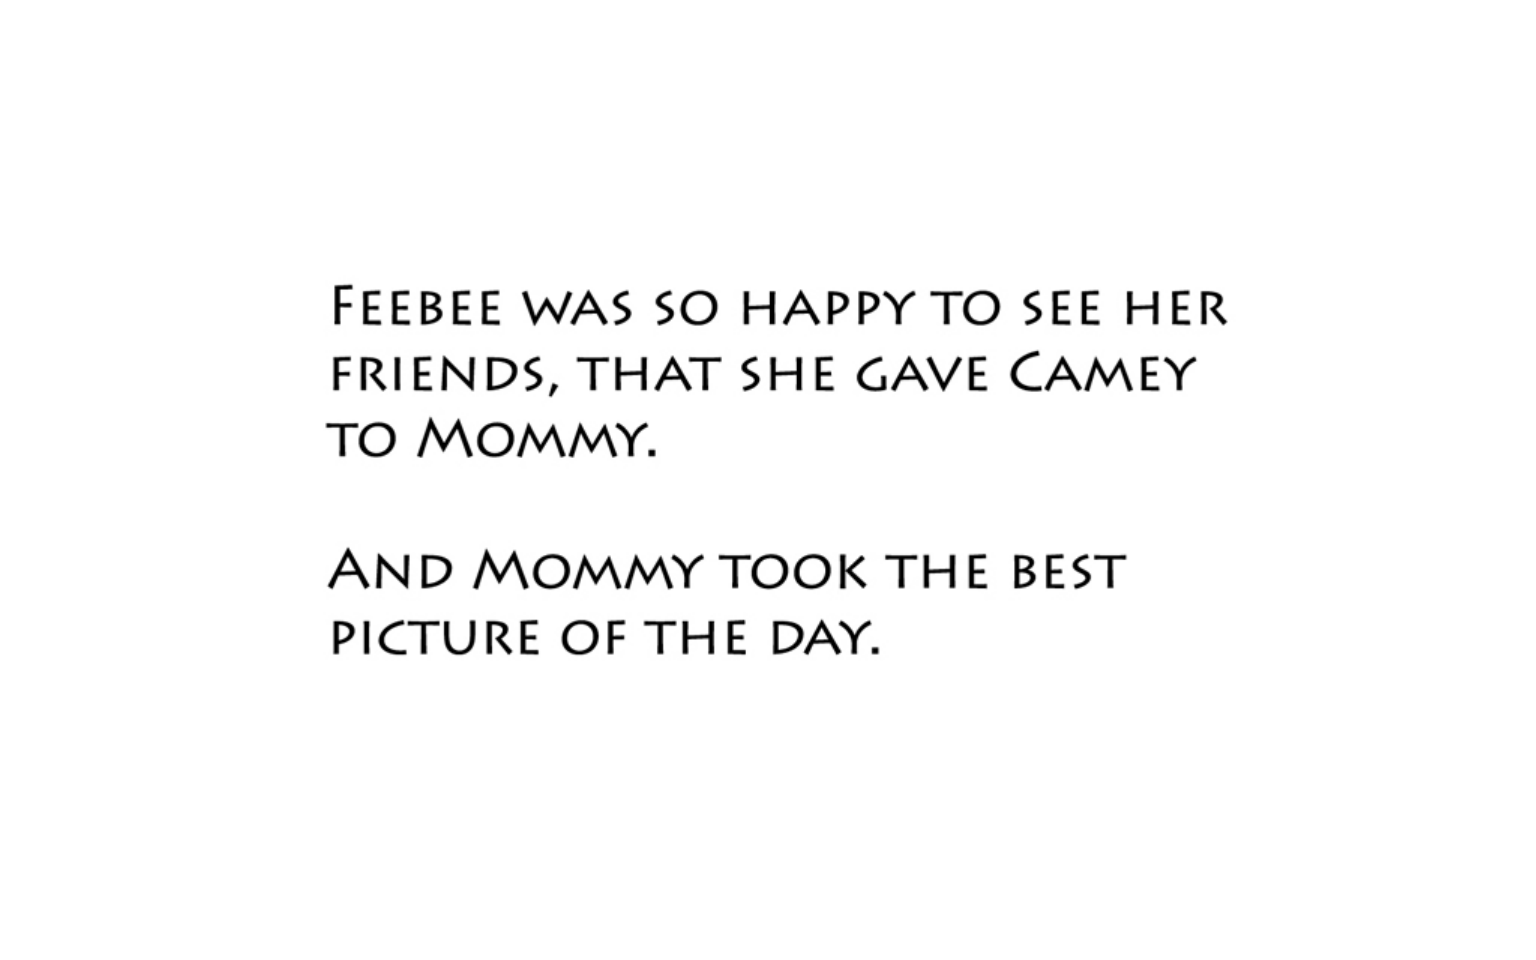 Feebee was so happy to see her
friends, that she gave Camey
to Mommy.
And Mommy took the best
picture of the day.